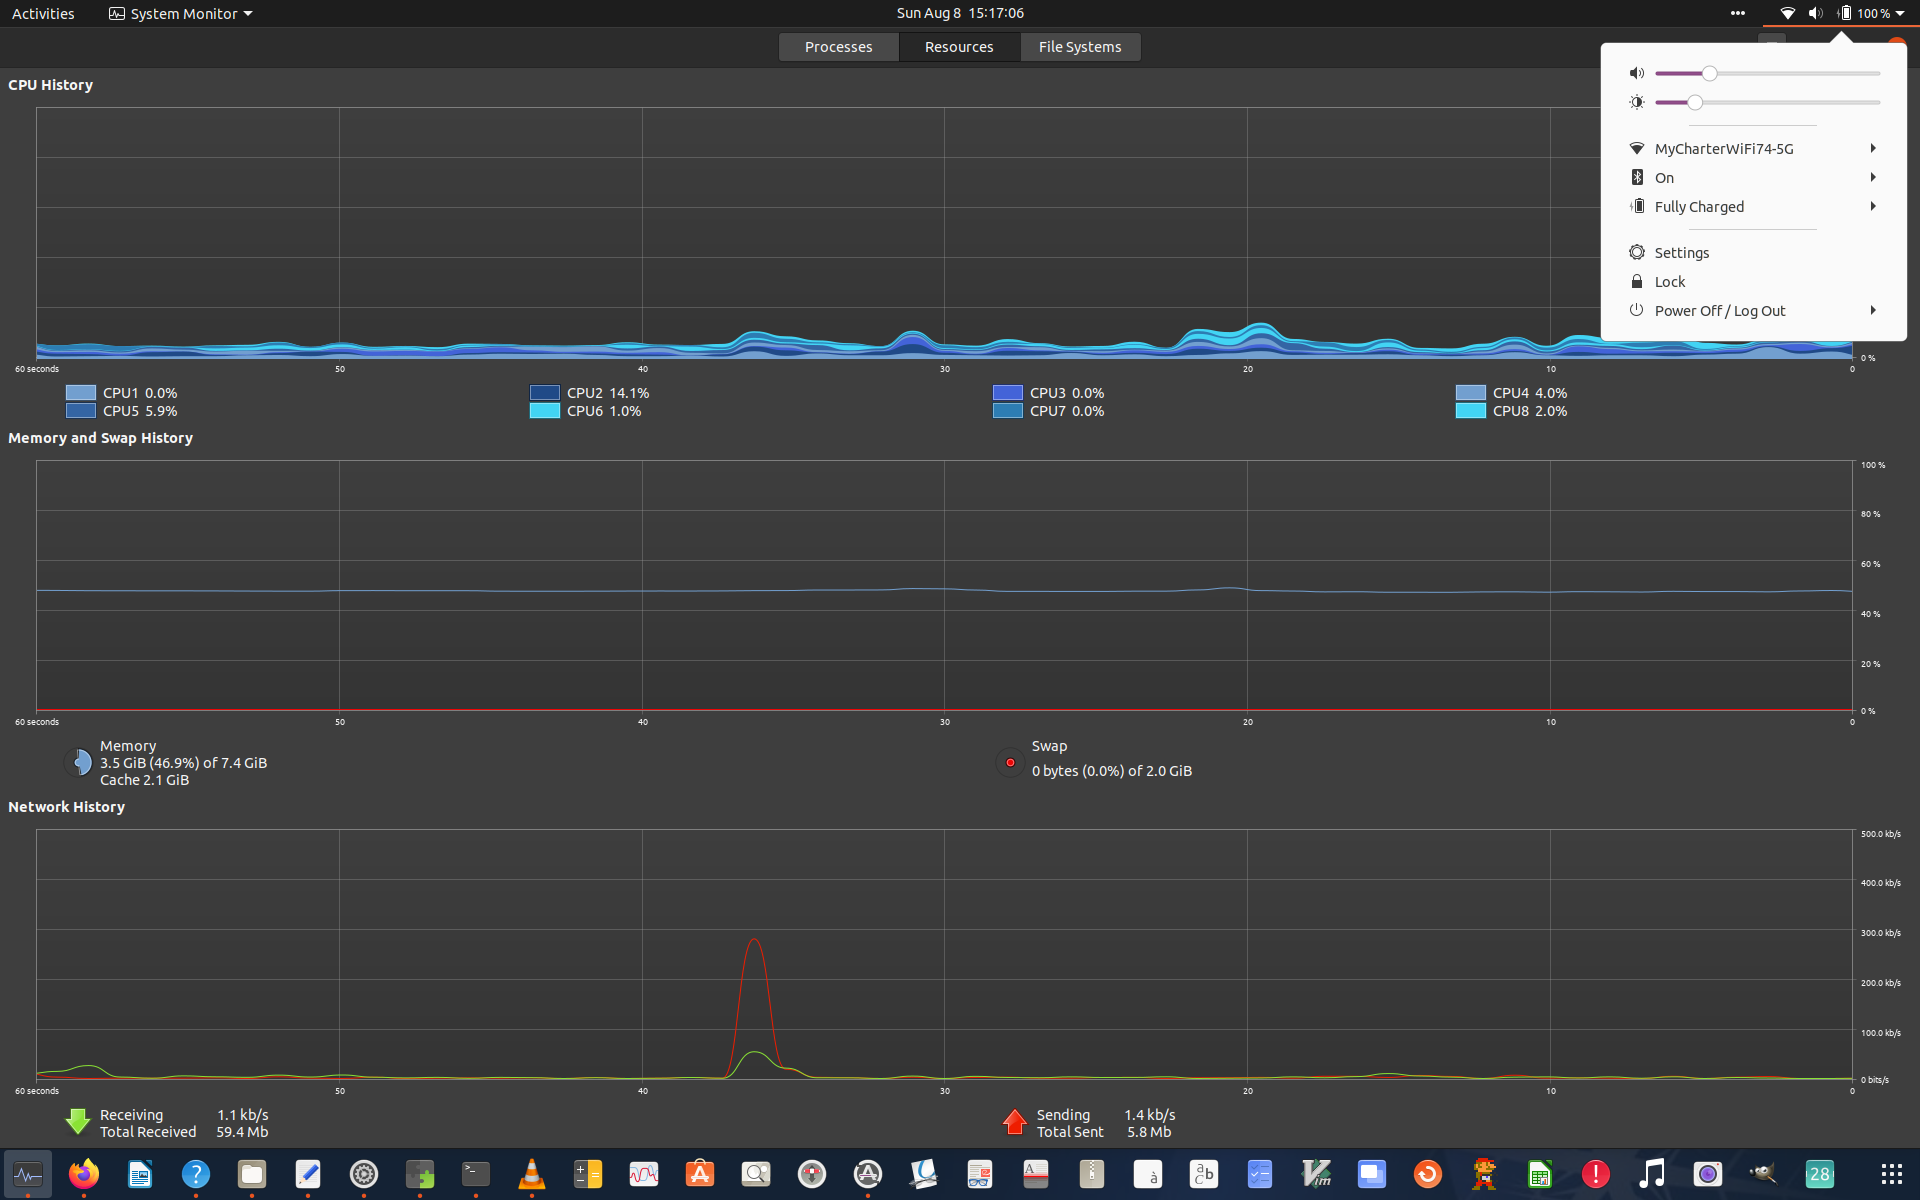 Activities
System Monitor
Sun Aug 8 15:17:06
100 %
Processes
Resources
File Systems
MyCharterWiFi74-5G
On
Fully Charged
Settings
Lock
Power Off / Log Out
CPU History
0 %
60 seconds 50 40 30 20 10 0
CPU1 0.0% CPU2 14.1% CPU3 0.0% CPU4 4.0%
CPU5 5.9% CPU6 1.0% CPU7 0.0% CPU8 2.0%
Memory and Swap History
100 %
80 %
60 %
40 %
20 %
0 %
60 seconds 50 40 30 20 10 0
Memory
3.5 GiB (46.9%) of 7.4 GiB
Cache 2.1 GiB
Swap
0 bytes (0.0%) of 2.0 GiB
Network History
500.0 kb/s
400.0 kb/s
300.0 kb/s
200.0 kb/s
100.0 kb/s
0 bits/s
60 seconds 50 40 30 20 10 0
Receiving 1.1 kb/s
Total Received 59.4 Mb
Sending 1.4 kb/s
Total Sent 5.8 Mb
?
>_
A
à
a b c
Vim
!
28